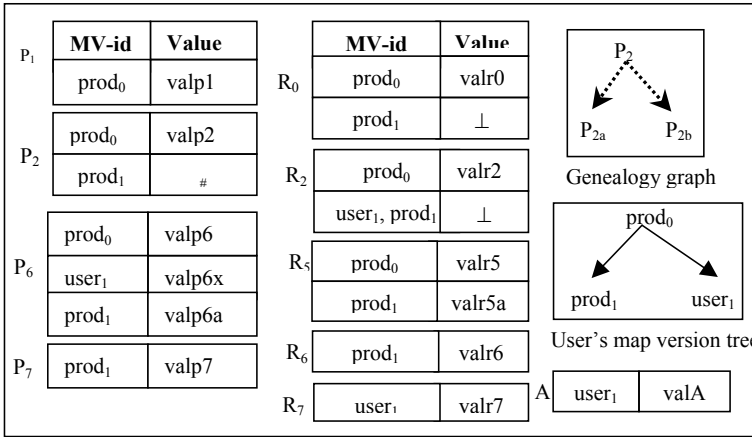 MV-id Value
P1 prod0 valp1
P2 prod0 valp2
prod1 #
P6 prod0 valp6
user1 valp6x
prod1 valp6a
P7 prod1 valp7
MV-id Value
R0 prod0 valr0
prod1 ⊥
R2 prod0 valr2
user1, prod1 ⊥
R5 prod0 valr5
prod1 valr5a
R6 prod1 valr6
R7 user1 valr7
P2
P2a P2b
Genealogy graph
prod0
prod1 user1
User's map version tree
A user1 valA